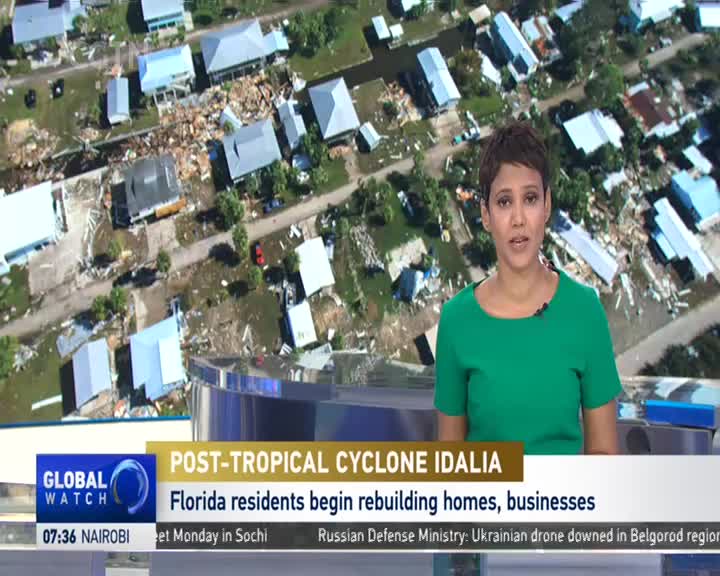 POST-TROPICAL CYCLONE IDALIA
GLOBAL
WATCH
Florida residents begin rebuilding homes, businesses
07:36 NAIROBI
eet Monday in Sochi Russian Defense Ministry: Ukrainian drone downed in Belgorod region